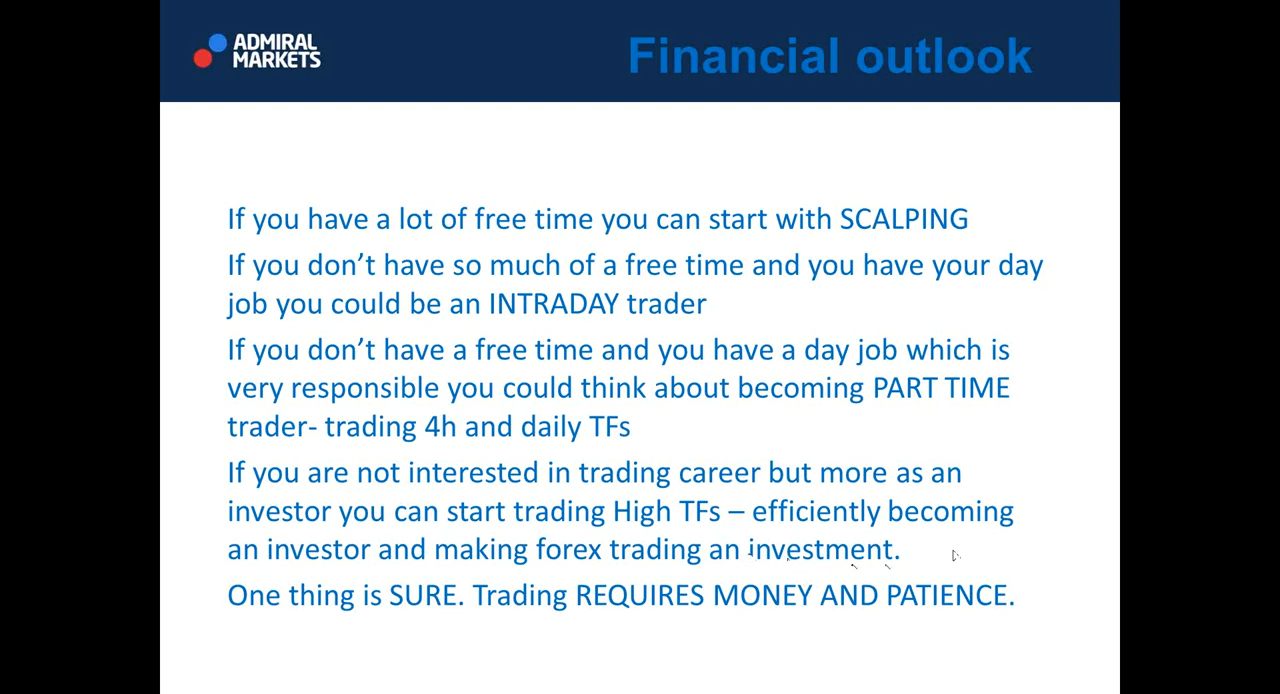 ADMIRAL
MARKETS
Financial outlook
If you have a lot of free time you can start with SCALPING
If you don’t have so much of a free time and you have your day
job you could be an INTRADAY trader
If you don’t have a free time and you have a day job which is
very responsible you could think about becoming PART TIME
trader- trading 4h and daily TFs
If you are not interested in trading career but more as an
investor you can start trading High TFs – efficiently becoming
an investor and making forex trading an investment.
One thing is SURE. Trading REQUIRES MONEY AND PATIENCE.